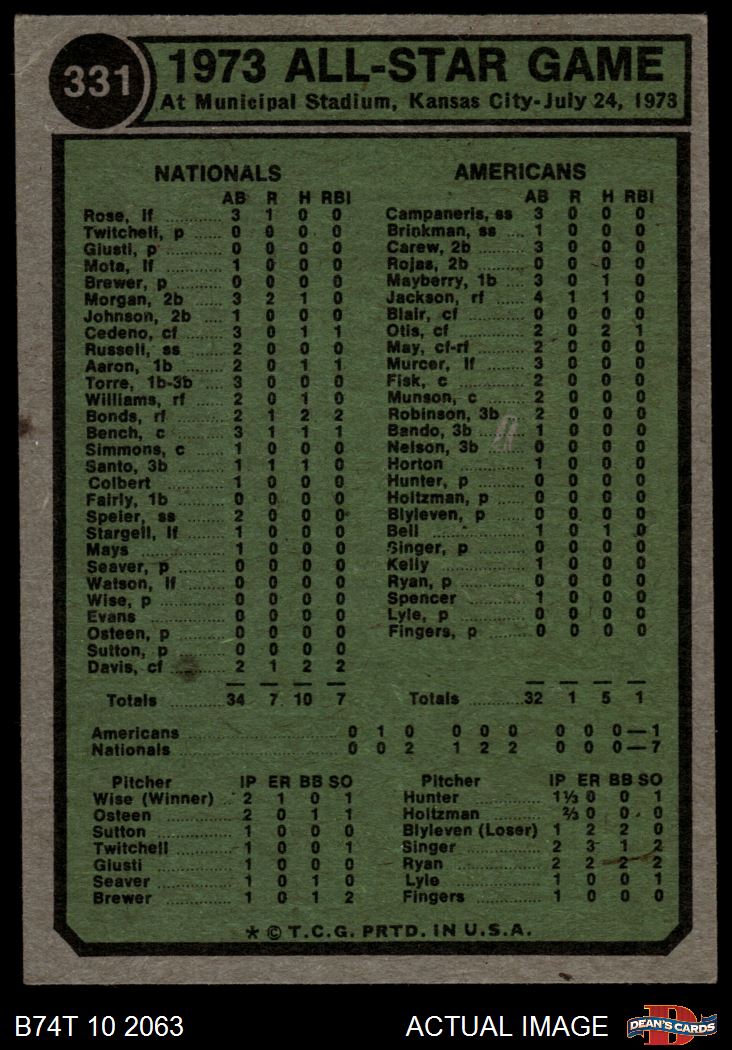 331
1973 ALL-STAR GAME
At Municipal Stadium, Kansas City-July 24, 1973
NATIONALS
AB R H RBI
Rose, lf 3 1 0 0
Twitchell, p 0 0 0 0
Giusti, p 0 0 0 0
Mota, lf 1 0 0 0
Brewer, p 0 0 0 0
Morgan, 2b 3 2 1 0
Johnson, 2b 1 0 0 0
Cedeno, cf 3 0 1 1
Russell, ss 2 0 0 0
Aaron, 1b 2 0 1 1
Torre, 1b-3b 3 0 0 0
Williams, rf 2 0 1 0
Bonds, rf 2 1 2 2
Bench, c 3 1 1 1
Simmons, c 1 0 0 0
Santo, 3b 1 1 1 0
Colbert 1 0 0 0
Fairly, 1b 0 0 0 0
Speier, ss 2 0 0 0
Stargell, lf 1 0 0 0
Mays 1 0 0 0
Seaver, p 0 0 0 0
Watson, lf 0 0 0 0
Wise, p 0 0 0 0
Evans 0 0 0 0
Osteen, p 0 0 0 0
Sutton, p 0 0 0 0
Davis, cf 2 1 2 2
Totals 34 7 10 7
AMERICANS
AB R H RBI
Campaneris, ss 3 0 0 0
Brinkman, ss 1 0 0 0
Carew, 2b 3 0 0 0
Rojas, 2b 0 0 0 0
Mayberry, 1b 3 0 1 0
Jackson, rf 4 1 1 0
Blair, cf 0 0 0 0
Otis, cf 2 0 2 1
May, cf-rf 2 0 0 0
Murcer, lf 3 0 0 0
Fisk, c 2 0 0 0
Munson, c 2 0 0 0
Robinson, 3b 2 0 0 0
Bando, 3b 1 0 0 0
Nelson, 3b 0 0 0 0
Horton 1 0 0 0
Hunter, p 0 0 0 0
Holtzman, p 0 0 0 0
Blyleven, p 0 0 0 0
Bell 1 0 1 0
Singer, p 0 0 0 0
Kelly 1 0 0 0
Ryan, p 0 0 0 0
Spencer 1 0 0 0
Lyle, p 0 0 0 0
Fingers, p 0 0 0 0
Totals 32 1 5 1
Americans 0 1 0 0 0 0 0 0 0—1
Nationals 0 0 2 1 2 2 0 0 0—7
Pitcher IP ER BB SO
Wise (Winner) 2 1 0 1
Osteen 2 0 1 1
Sutton 1 0 0 0
Twitchell 1 0 0 1
Giusti 1 0 0 0
Seaver 1 0 1 0
Brewer 1 0 1 2
Pitcher IP ER BB SO
Hunter 1⅓ 0 0 1
Holtzman ⅔ 0 0 0
Blyleven (Loser) 1 2 2 0
Singer 2 3 1 2
Ryan 2 2 2 2
Lyle 1 0 0 1
Fingers 1 0 0 0
* © T.C.G. PRTD. IN U.S.A.
B74T 10 2063
ACTUAL IMAGE
D
DEAN'S CARDS